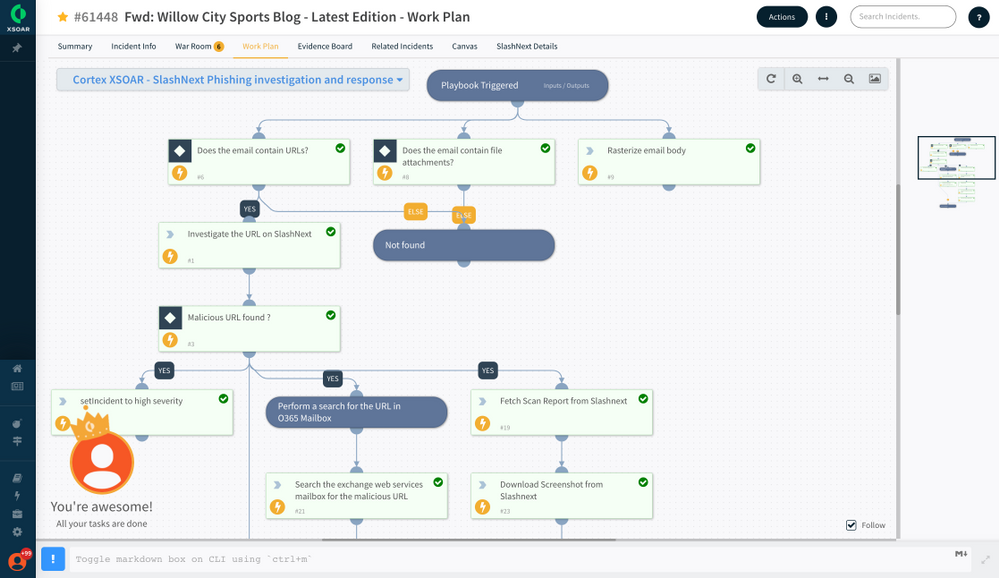 XSOAR
#61448 Fwd: Willow City Sports Blog - Latest Edition - Work Plan
Actions
Search Incidents.
?
Summary
Incident Info
War Room 6
Work Plan
Evidence Board
Related Incidents
Canvas
SlashNext Details
Cortex XSOAR - SlashNext Phishing investigation and response
Playbook Triggered
Inputs / Outputs
Does the email contain URLs?
#6
Does the email contain file
attachments?
#8
Rasterize email body
#9
YES
ELSE
ELSE
Investigate the URL on SlashNext
#1
Not found
Malicious URL found ?
#3
YES
YES
YES
setIncident to high severity
Perform a search for the URL in
O365 Mailbox
Fetch Scan Report from Slashnext
#19
Search the exchange web services
mailbox for the malicious URL
#21
Download Screenshot from
Slashnext
#23
You're awesome!
All your tasks are done
Follow
+99
!
Toggle markdown box on CLI using `ctrl+m`
M